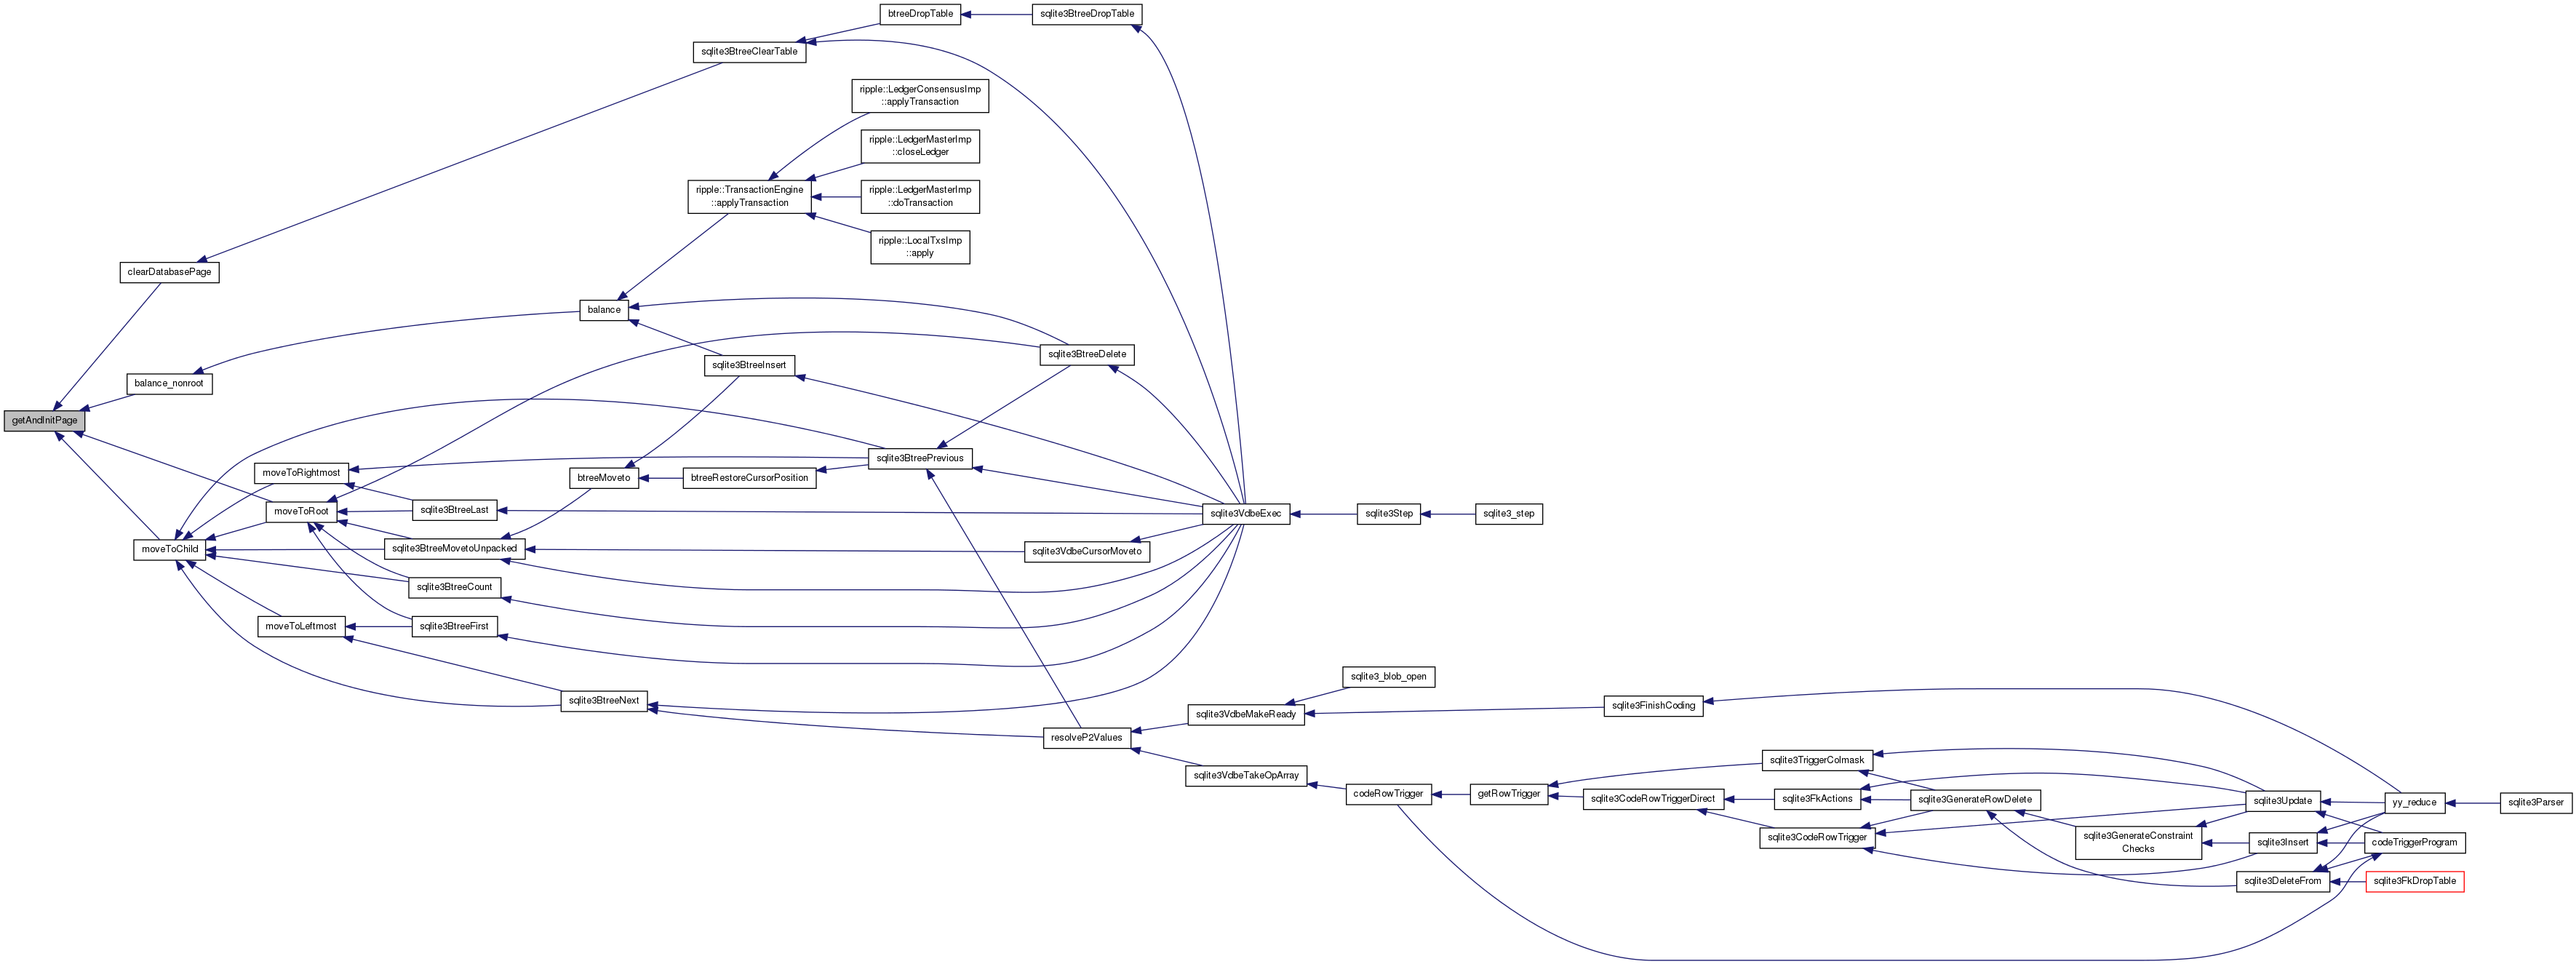 btreeDropTable
sqlite3BtreeDropTable
sqlite3BtreeClearTable
ripple::LedgerConsensusImp
::applyTransaction
ripple::LedgerMasterImp
::closeLedger
ripple::TransactionEngine
::applyTransaction
ripple::LedgerMasterImp
::doTransaction
ripple::LocalTxsImp
::apply
clearDatabasePage
balance
balance_nonroot
sqlite3BtreeInsert
sqlite3BtreeDelete
getAndInitPage
moveToRightmost
btreeMoveto
btreeRestoreCursorPosition
sqlite3BtreePrevious
moveToRoot
sqlite3BtreeLast
sqlite3VdbeExec
sqlite3Step
sqlite3_step
moveToChild
sqlite3BtreeMovetoUnpacked
sqlite3VdbeCursorMoveto
sqlite3BtreeCount
moveToLeftmost
sqlite3BtreeFirst
sqlite3BtreeNext
sqlite3_blob_open
sqlite3VdbeMakeReady
sqlite3FinishCoding
resolveP2Values
sqlite3VdbeTakeOpArray
sqlite3TriggerColmask
codeRowTrigger
getRowTrigger
sqlite3CodeRowTriggerDirect
sqlite3FkActions
sqlite3GenerateRowDelete
sqlite3Update
yy_reduce
sqlite3Parser
sqlite3CodeRowTrigger
sqlite3GenerateConstraint
Checks
sqlite3Insert
codeTriggerProgram
sqlite3DeleteFrom
sqlite3FkDropTable